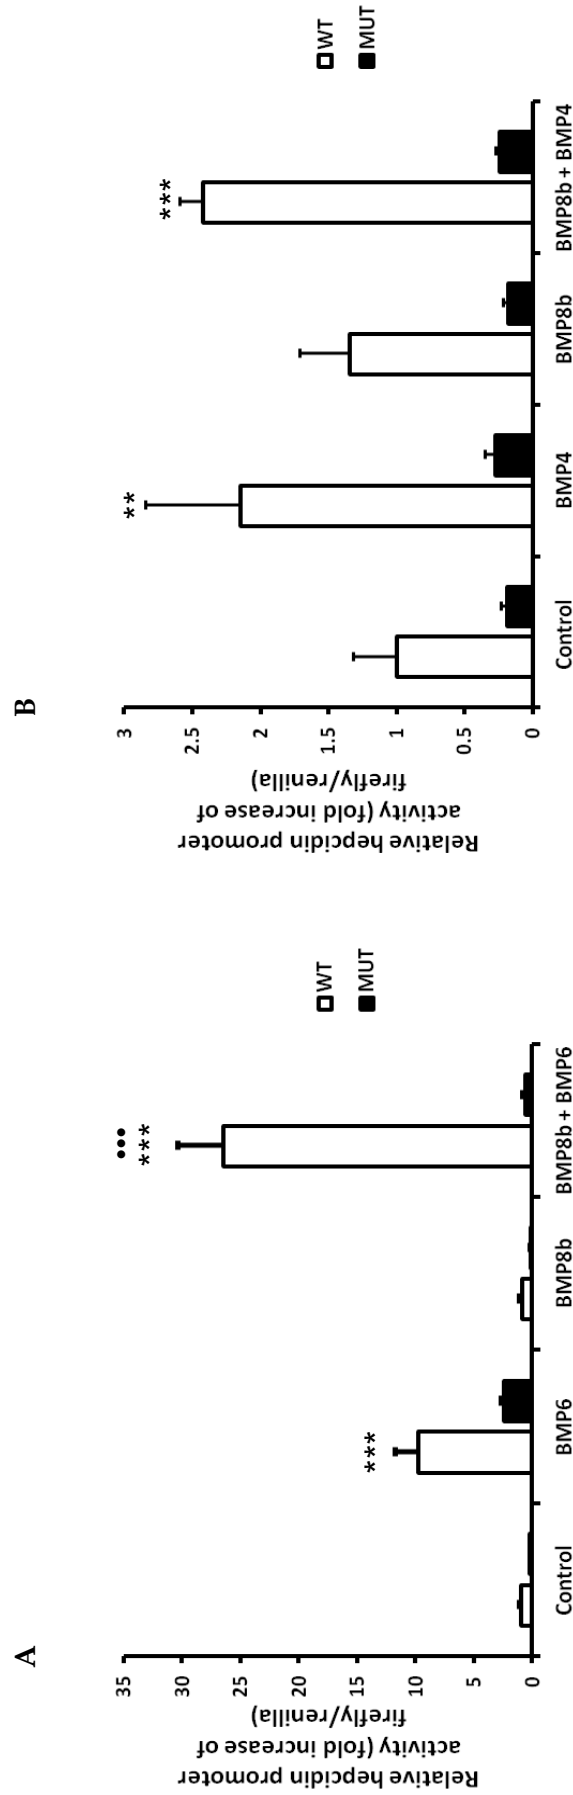 A
Relative hepcidin promoter
activity (fold increase of
firefly/renilla)
35
30
25
20
15
10
5
0
***
•••
***
Control
BMP6
BMP8b
BMP8b + BMP6
WT
MUT
B
Relative hepcidin promoter
activity (fold increase of
firefly/renilla)
3
2.5
2
1.5
1
0.5
0
**
***
Control
BMP4
BMP8b
BMP8b + BMP4
WT
MUT